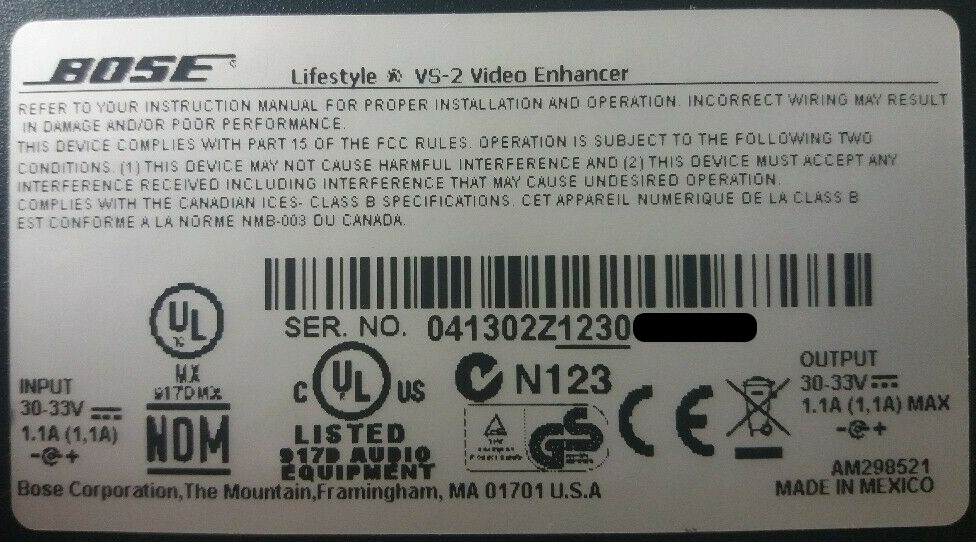 BOSE
Lifestyle ® VS-2 Video Enhancer
REFER TO YOUR INSTRUCTION MANUAL FOR PROPER INSTALLATION AND OPERATION. INCORRECT WIRING MAY RESULT
IN DAMAGE AND/OR POOR PERFORMANCE.
THIS DEVICE COMPLIES WITH PART 15 OF THE FCC RULES. OPERATION IS SUBJECT TO THE FOLLOWING TWO
CONDITIONS. (1) THIS DEVICE MAY NOT CAUSE HARMFUL INTERFERENCE AND (2) THIS DEVICE MUST ACCEPT ANY
INTERFERENCE RECEIVED INCLUDING INTERFERENCE THAT MAY CAUSE UNDESIRED OPERATION.
COMPLIES WITH THE CANADIAN ICES- CLASS B SPECIFICATIONS. CET APPAREIL NUMERIQUE DE LA CLASS B
EST CONFORME A LA NORME NMB-003 DU CANADA.
SER. NO. 041302Z1230
UL
MX
917DMX
NOM
INPUT
30-33V
1.1A (1,1A)
- +
C UL US
LISTED
917D AUDIO
EQUIPMENT
N123
GS
CE
OUTPUT
30-33V
1.1A (1,1A) MAX
- +
AM298521
MADE IN MEXICO
Bose Corporation,The Mountain,Framingham, MA 01701 U.S.A